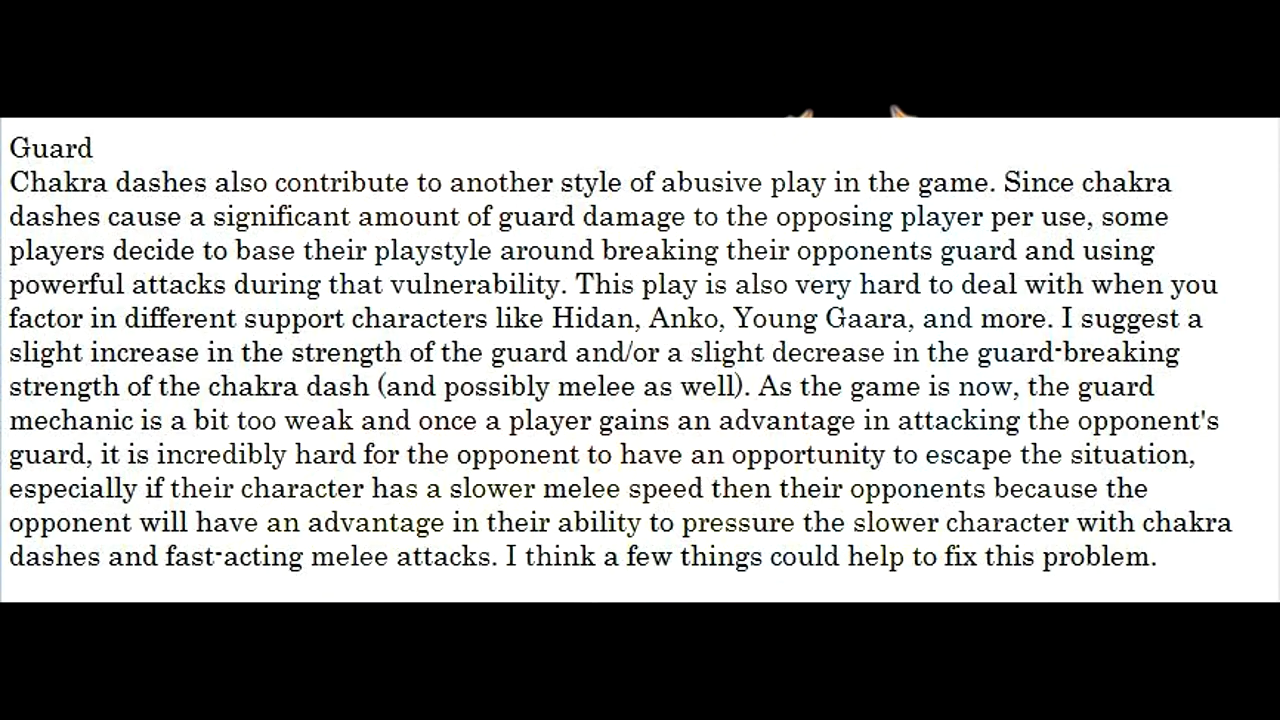 Guard
Chakra dashes also contribute to another style of abusive play in the game. Since chakra
dashes cause a significant amount of guard damage to the opposing player per use, some
players decide to base their playstyle around breaking their opponents guard and using
powerful attacks during that vulnerability. This play is also very hard to deal with when you
factor in different support characters like Hidan, Anko, Young Gaara, and more. I suggest a
slight increase in the strength of the guard and/or a slight decrease in the guard-breaking
strength of the chakra dash (and possibly melee as well). As the game is now, the guard
mechanic is a bit too weak and once a player gains an advantage in attacking the opponent's
guard, it is incredibly hard for the opponent to have an opportunity to escape the situation,
especially if their character has a slower melee speed then their opponents because the
opponent will have an advantage in their ability to pressure the slower character with chakra
dashes and fast-acting melee attacks. I think a few things could help to fix this problem.